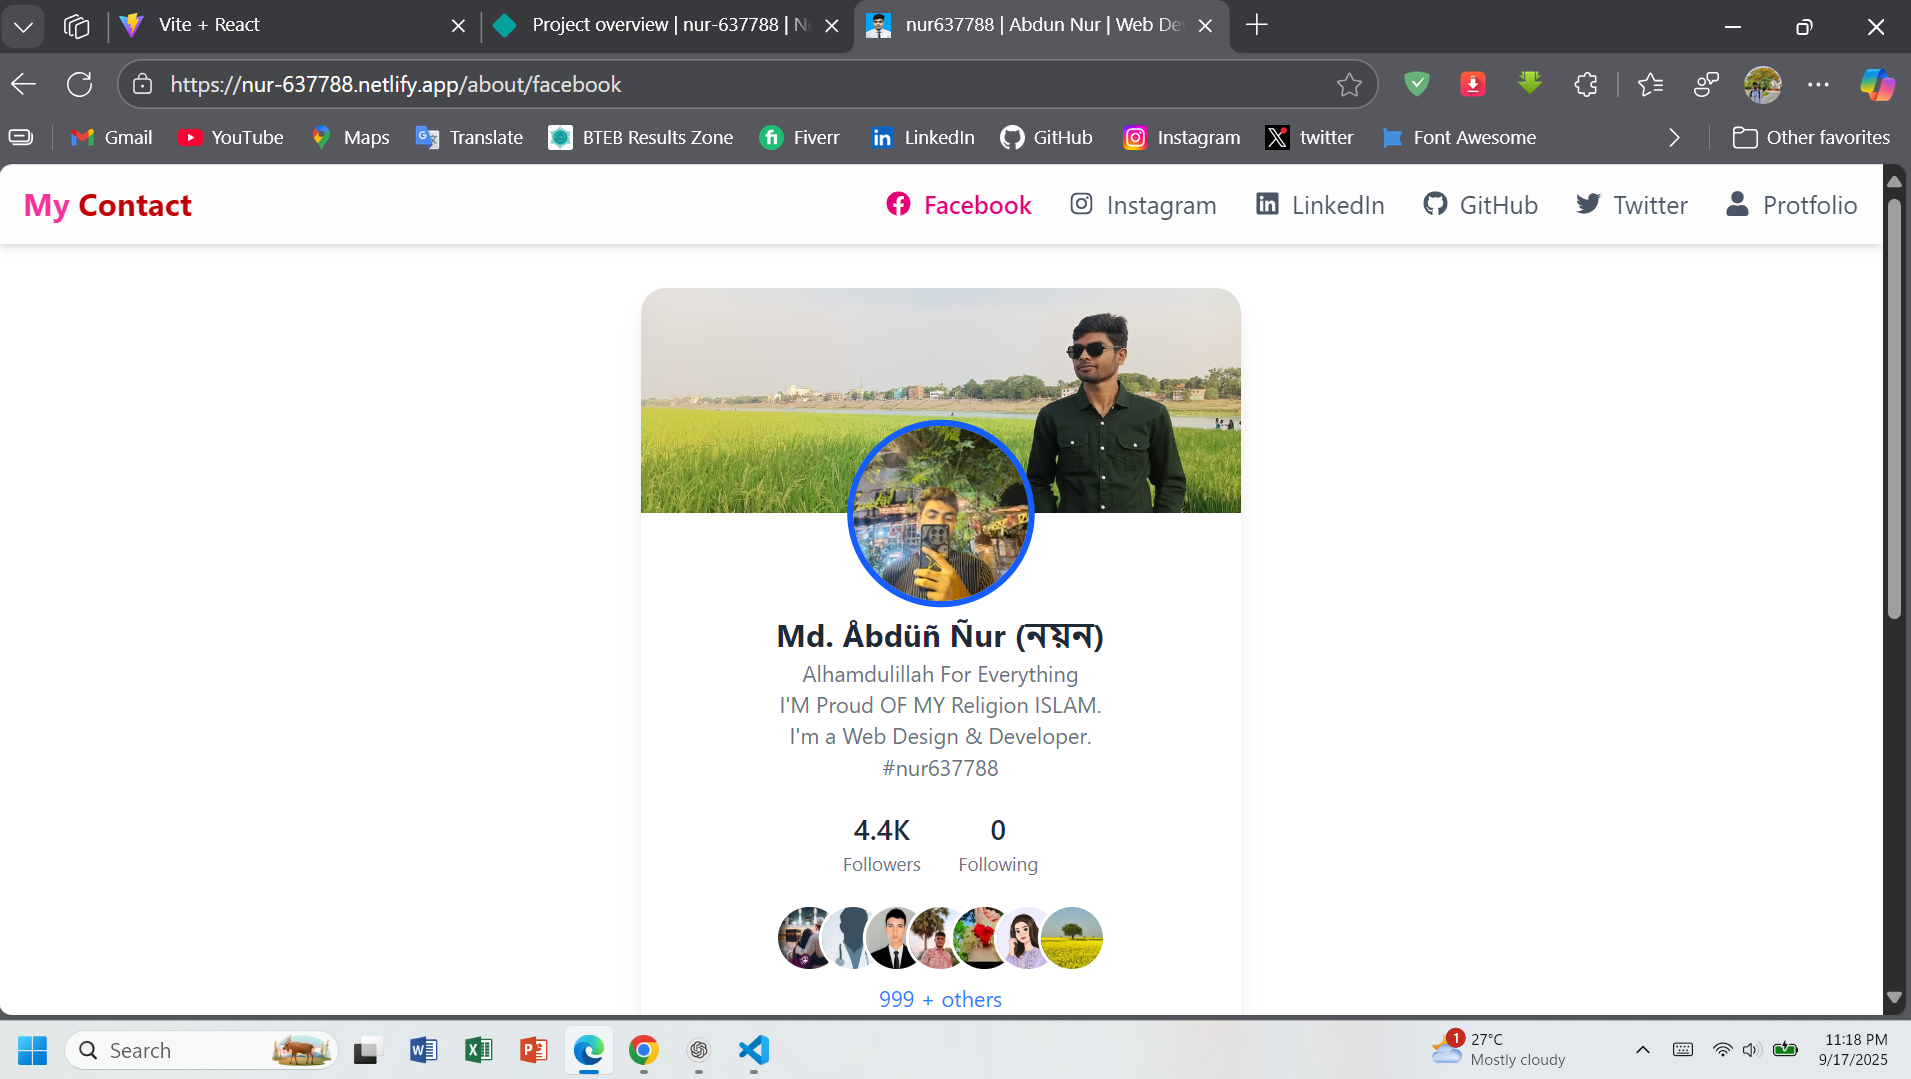 Vite + React
Project overview | nur-637788 | N
nur637788 | Abdun Nur | Web De
https://nur-637788.netlify.app/about/facebook
Gmail
YouTube
Maps
Translate
BTEB Results Zone
Fiverr
LinkedIn
GitHub
Instagram
twitter
Font Awesome
Other favorites
My Contact
Facebook
Instagram
LinkedIn
GitHub
Twitter
Protfolio
Md. Åbdüñ Ñur (নয়ন)
Alhamdulillah For Everything
I'M Proud OF MY Religion ISLAM.
I'm a Web Design & Developer.
#nur637788
4.4K
Followers
0
Following
999 + others
Search
1
27°C
Mostly cloudy
11:18 PM
9/17/2025